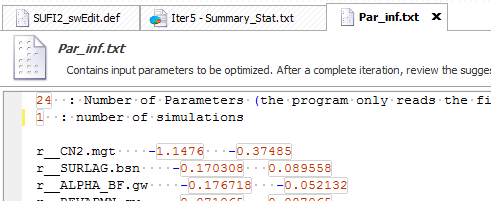 SUFI2_swEdit.def
Iter5 - Summary_Stat.txt
Par_inf.txt
Par_inf.txt
Contains input parameters to be optimized. After a complete iteration, review the sugge
24 : Number of Parameters (the program only reads the fi
1 : number of simulations
r__CN2.mgt -1.1476 -0.37485
r__SURLAG.bsn -0.170308 0.089558
r__ALPHA_BF.gw -0.176718 -0.052132